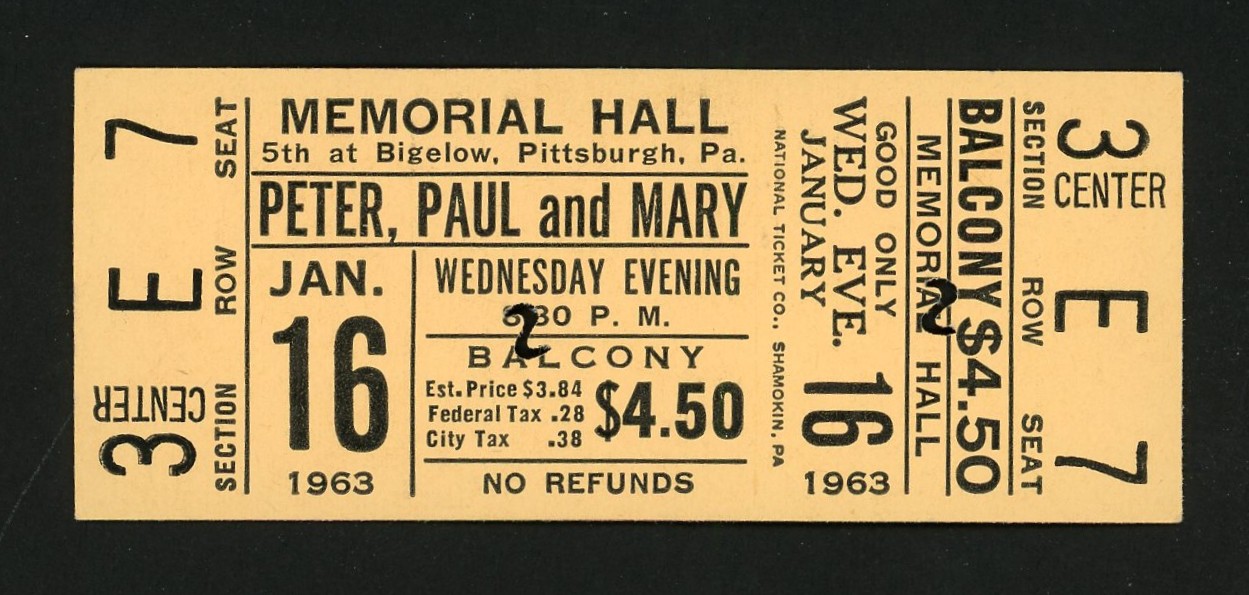 SEAT 7
ROW E
SECTION 3 CENTER
MEMORIAL HALL
5th at Bigelow, Pittsburgh, Pa.
PETER, PAUL and MARY
JAN.
16
1963
WEDNESDAY EVENING
8:30 P. M.
BALCONY
Est. Price $3.84
Federal Tax .28
City Tax .38
$4.50
NO REFUNDS
NATIONAL TICKET CO., SHAMOKIN, PA
GOOD ONLY
WED. EVE.
JANUARY
16
1963
MEMORIAL HALL
BALCONY $4.50
SECTION 3 CENTER
ROW E
SEAT 7
2
2